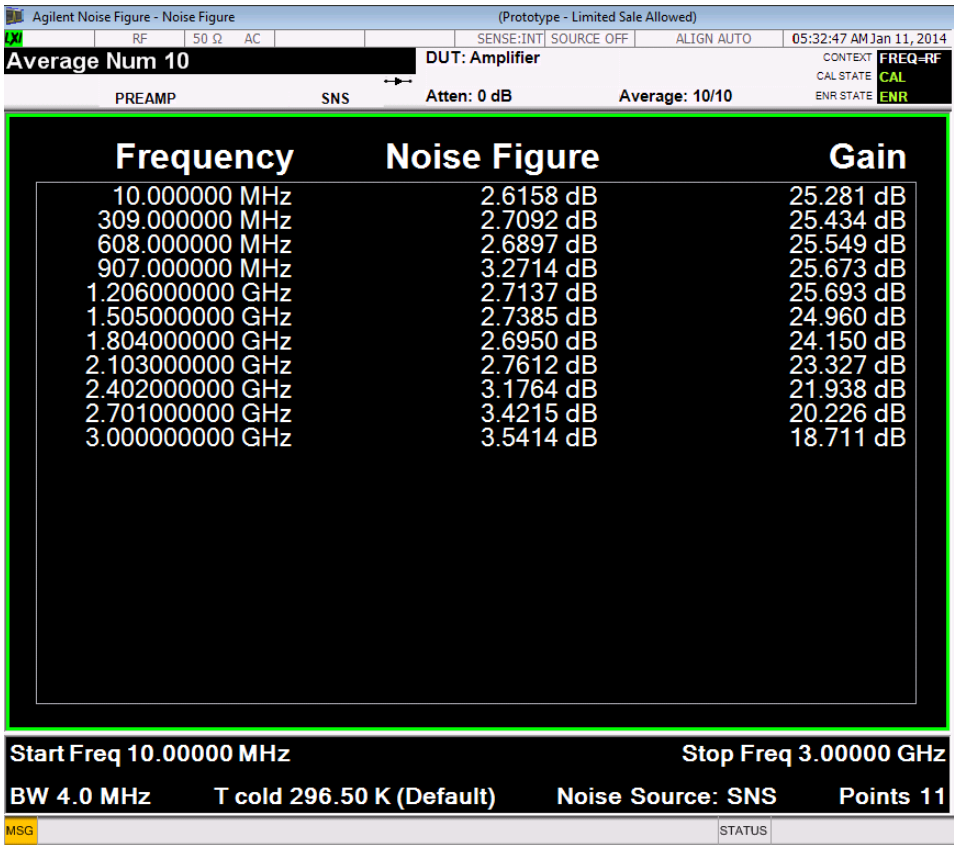 Agilent Noise Figure - Noise Figure (Prototype - Limited Sale Allowed)
LXI RF 50 Ω AC SENSE:INT SOURCE OFF ALIGN AUTO 05:32:47 AM Jan 11, 2014
Average Num 10 DUT: Amplifier CONTEXT FREQ=RF
CAL STATE CAL
PREAMP SNS Atten: 0 dB Average: 10/10 ENR STATE ENR
Frequency Noise Figure Gain
10.000000 MHz 2.6158 dB 25.281 dB
309.000000 MHz 2.7092 dB 25.434 dB
608.000000 MHz 2.6897 dB 25.549 dB
907.000000 MHz 3.2714 dB 25.673 dB
1.206000000 GHz 2.7137 dB 25.693 dB
1.505000000 GHz 2.7385 dB 24.960 dB
1.804000000 GHz 2.6950 dB 24.150 dB
2.103000000 GHz 2.7612 dB 23.327 dB
2.402000000 GHz 3.1764 dB 21.938 dB
2.701000000 GHz 3.4215 dB 20.226 dB
3.000000000 GHz 3.5414 dB 18.711 dB
Start Freq 10.00000 MHz Stop Freq 3.00000 GHz
BW 4.0 MHz T cold 296.50 K (Default) Noise Source: SNS Points 11
MSG STATUS